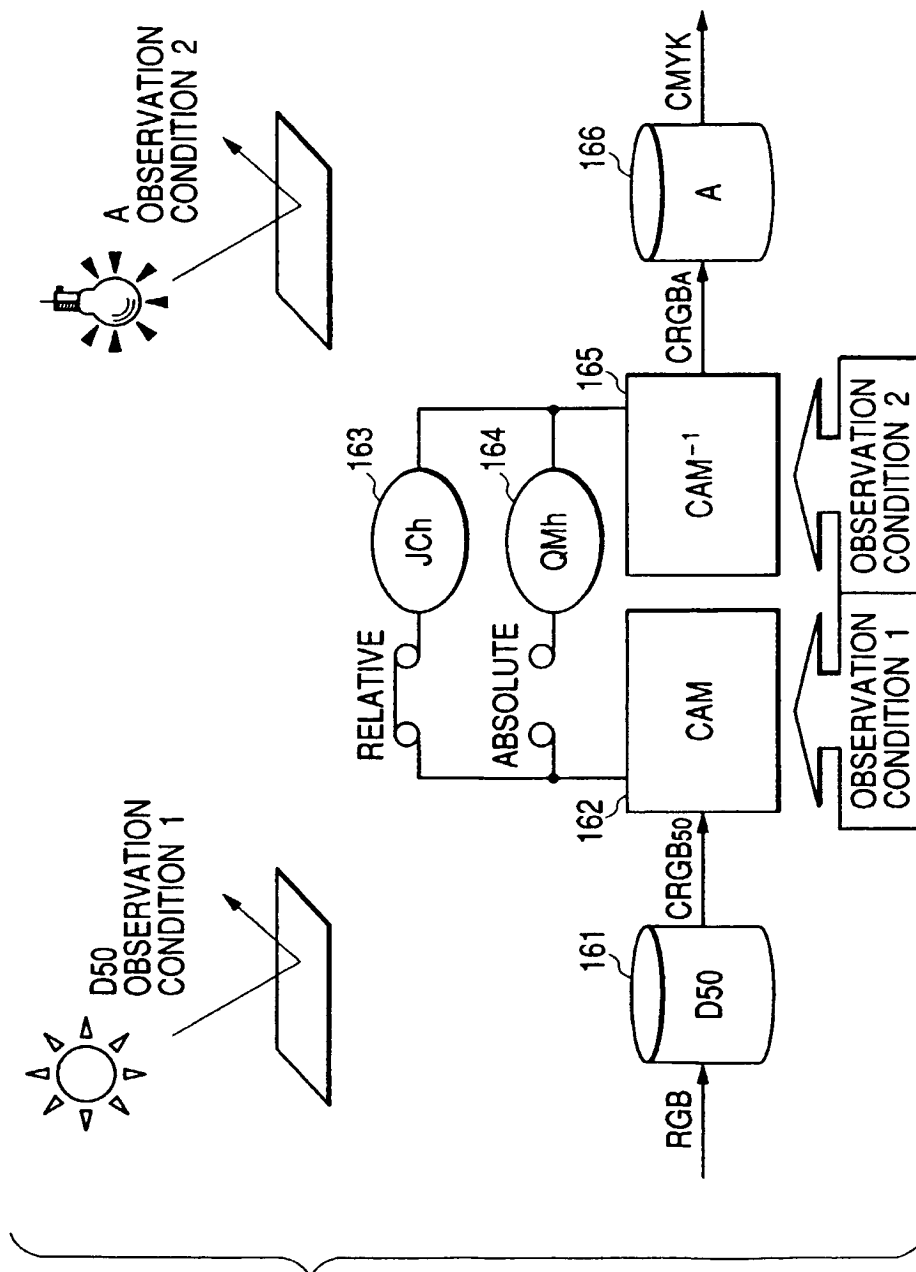 D50
OBSERVATION
CONDITION 1
A
OBSERVATION
CONDITION 2
RELATIVE
JCh
163
ABSOLUTE
QMh
164
RGB
161
D50
CRGB50
162
CAM
165
CAM-1
CRGBA
166
A
CMYK
OBSERVATION
CONDITION 1
OBSERVATION
CONDITION 2